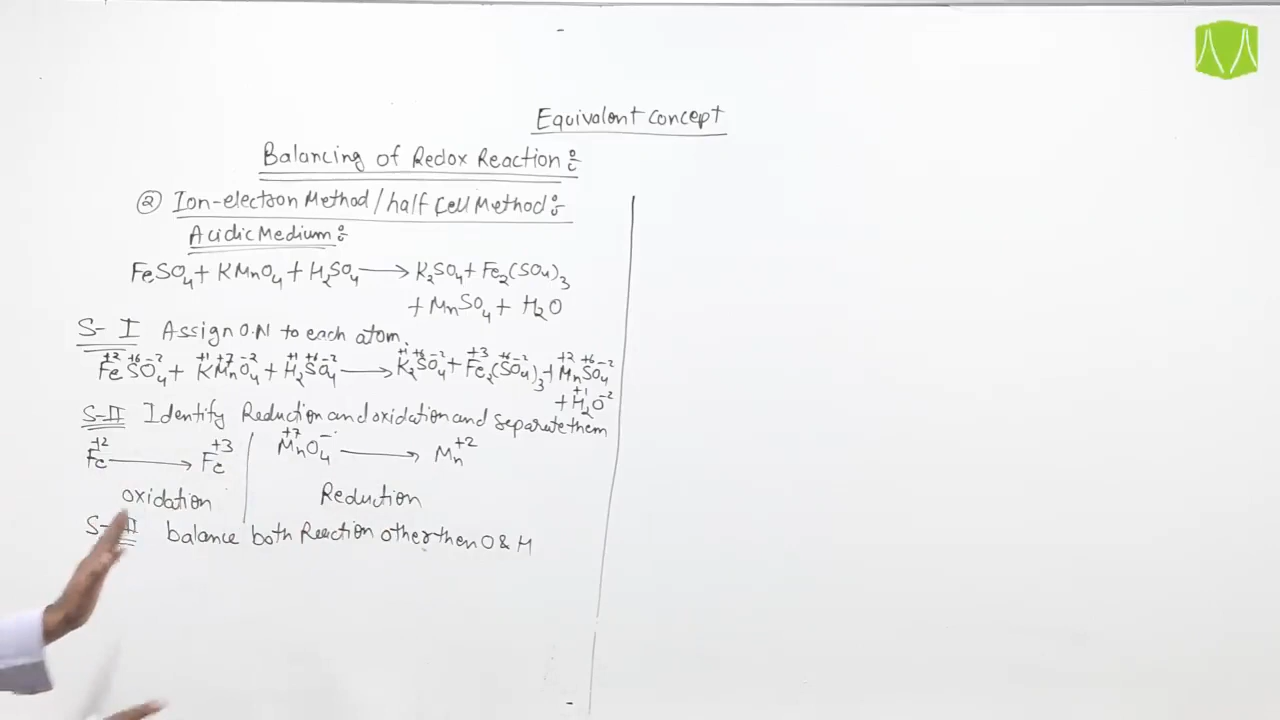 Equivalent Concept
Balancing of Redox Reaction :-
② Ion-electron Method / half Cell Method :-
Acidic Medium :-
FeSO₄ + KMnO₄ + H₂SO₄ ⟶ K₂SO₄ + Fe₂(SO₄)₃
+ MnSO₄ + H₂O
S-I Assign O.N to each atom.
+2 +6 -2 +1 +7 -2 +1 +6 -2 +1 +6 -2 +3 +6 -2 +2 +6 -2
FeSO₄ + KMnO₄ + H₂SO₄ ⟶ K₂SO₄ + Fe₂(SO₄)₃ + MnSO₄
+1 -2
+ H₂O
S-II Identify Reduction and oxidation and separate them
+2 +3 +7
Fe ⟶ Fe | MnO₄⁻ ⟶ Mn⁺²
oxidation Reduction
S-III balance both Reaction other then O & H